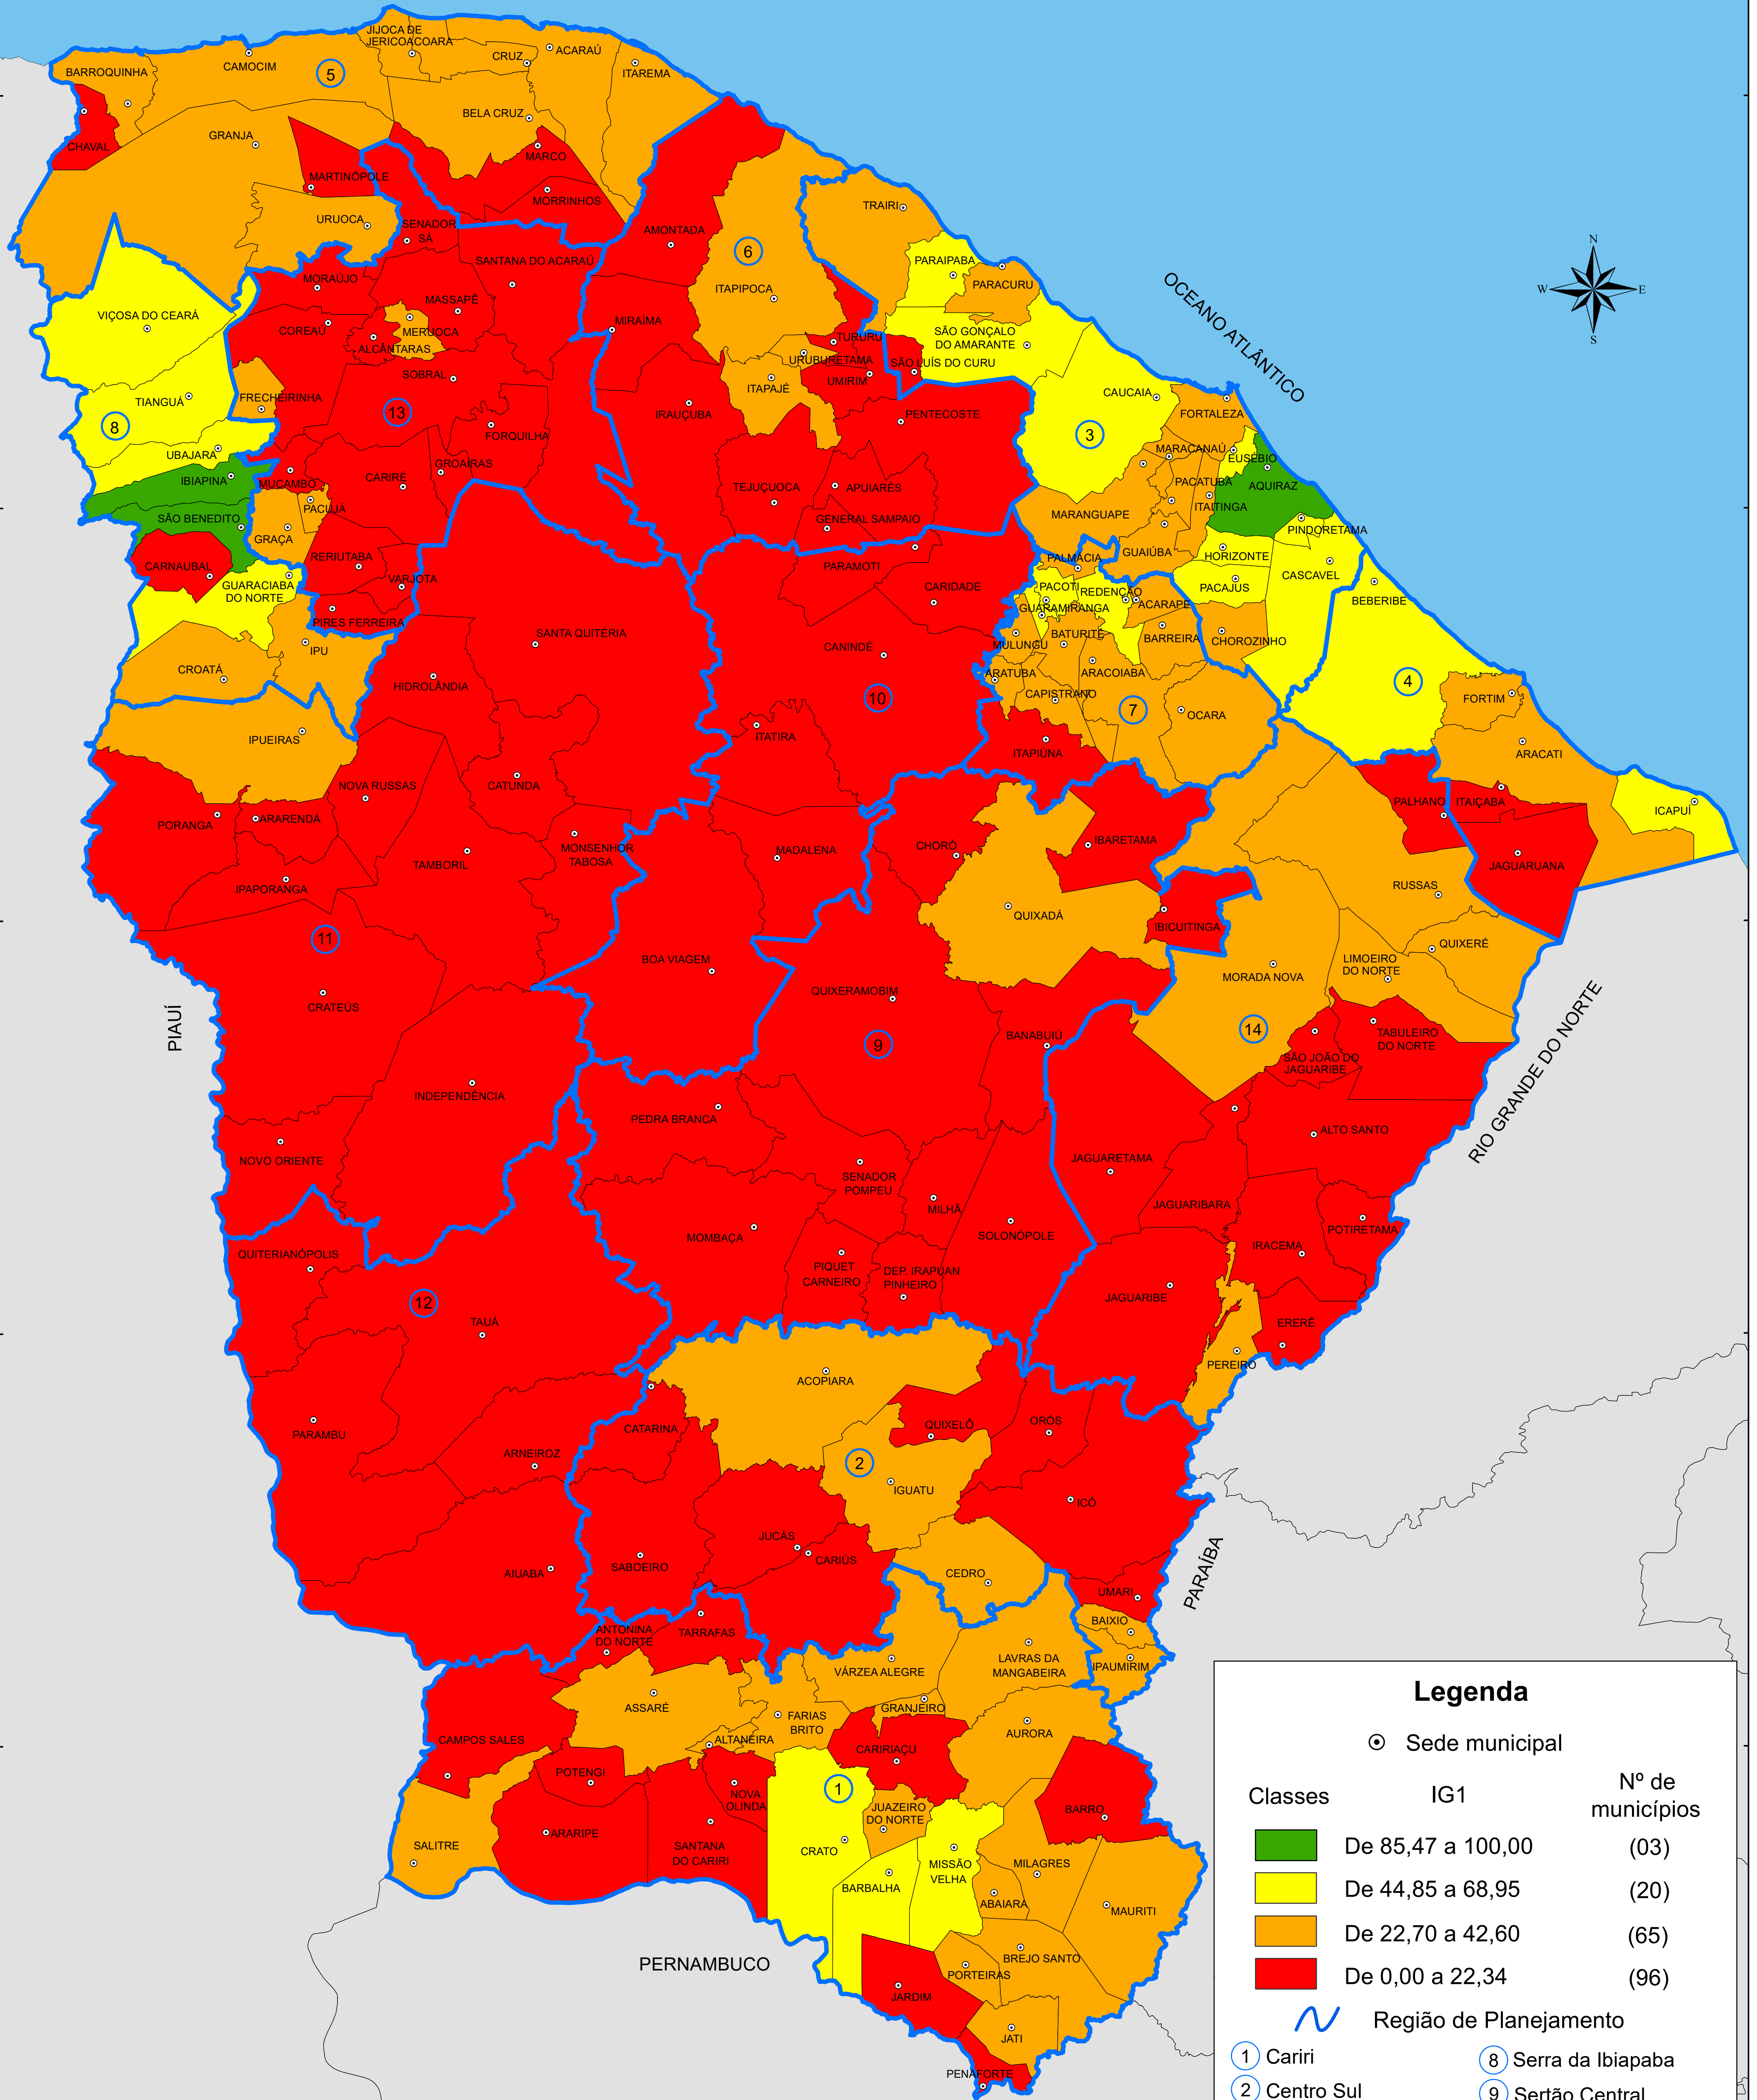 JIJOCA DE
JERICOACOARA
CRUZ
ACARAÚ
BARROQUINHA
CAMOCIM
5
ITAREMA
BELA CRUZ
GRANJA
CHAVAL
MARCO
MARTINÓPOLE
MORRINHOS
URUOCA
SENADOR
SÁ
AMONTADA
TRAIRI
6
SANTANA DO ACARAÚ
PARAIPABA
PARACURU
MORAÚJO
ITAPIPOCA
MASSAPÊ
VIÇOSA DO CEARÁ
MIRAÍMA
COREAÚ
MERUOCA
ALCÂNTARAS
TURURU
SÃO GONÇALO
DO AMARANTE
OCEANO ATLÂNTICO
N
W
E
S
URUBURETAMA
SÃO LUÍS DO CURU
SOBRAL
UMIRIM
ITAPAJÉ
TIANGUÁ
FRECHEIRINHA
13
IRAUÇUBA
PENTECOSTE
CAUCAIA
FORTALEZA
8
FORQUILHA
3
MARACANAÚ
EUSÉBIO
UBAJARA
GROAÍRAS
IBIAPINA
MUCAMBO
CARIRÉ
TEJUÇUOCA
APUIARÉS
PACATUBA
AQUIRAZ
PACUJÁ
ITAITINGA
SÃO BENEDITO
GENERAL SAMPAIO
MARANGUAPE
PINDORETAMA
GRAÇA
RERIUTABA
CARNAUBAL
PARAMOTI
PALMÁCIA
GUAIÚBA
HORIZONTE
VARJOTA
GUARACIABA
DO NORTE
CARIDADE
PACOTI
REDENÇÃO
PACAJUS
CASCAVEL
BEBERIBE
GUARAMIRANGA
ACARAPE
PIRES FERREIRA
SANTA QUITÉRIA
CANINDÉ
MULUNGU
BATURITÉ
BARREIRA
CHOROZINHO
IPU
CROATÁ
HIDROLÂNDIA
ARATUBA
ARACOIABA
4
10
CAPISTRANO
7
OCARA
FORTIM
IPUEIRAS
ITATIRA
ITAPIÚNA
ARACATI
NOVA RUSSAS
CATUNDA
PALHANO
ITAIÇABA
ICAPUÍ
PORANGA
ARARENDÁ
MONSENHOR
TABOSA
MADALENA
CHORÓ
IBARETAMA
TAMBORIL
JAGUARUANA
IPAPORANGA
RUSSAS
QUIXADÁ
11
IBICUITINGA
QUIXERÉ
BOA VIAGEM
LIMOEIRO
DO NORTE
MORADA NOVA
QUIXERAMOBIM
CRATEÚS
PIAUÍ
BANABUIÚ
14
TABULEIRO
DO NORTE
9
SÃO JOÃO DO
JAGUARIBE
RIO GRANDE DO NORTE
INDEPENDÊNCIA
PEDRA BRANCA
ALTO SANTO
NOVO ORIENTE
JAGUARETAMA
SENADOR
POMPEU
MILHÃ
JAGUARIBARA
POTIRETAMA
MOMBAÇA
SOLONÓPOLE
IRACEMA
QUITERIANÓPOLIS
PIQUET
CARNEIRO
DEP. IRAPUAN
PINHEIRO
JAGUARIBE
12
TAUÁ
ERERÊ
PEREIRO
ACOPIARA
PARAMBU
CATARINA
QUIXELÔ
ORÓS
ARNEIROZ
2
IGUATU
ICÓ
JUCÁS
CARIÚS
SABOEIRO
AIUABA
CEDRO
UMARI
PARAÍBA
BAIXIO
ANTONINA
DO NORTE
TARRAFAS
LAVRAS DA
MANGABEIRA
IPAUMIRIM
VÁRZEA ALEGRE
ASSARÉ
GRANJEIRO
FARIAS
BRITO
AURORA
CAMPOS SALES
ALTANEIRA
CARIRIAÇU
POTENGI
1
NOVA
OLINDA
JUAZEIRO
DO NORTE
BARRO
ARARIPE
SALITRE
SANTANA
DO CARIRI
CRATO
MISSÃO
VELHA
MILAGRES
BARBALHA
ABAIARA
MAURITI
BREJO SANTO
PERNAMBUCO
PORTEIRAS
JARDIM
JATI
PENAFORTE
Legenda
Sede municipal
Classes
IG1
Nº de
municípios
De 85,47 a 100,00
(03)
De 44,85 a 68,95
(20)
De 22,70 a 42,60
(65)
De 0,00 a 22,34
(96)
Região de Planejamento
1 Cariri
8 Serra da Ibiapaba
2 Centro Sul
9 Sertão Central